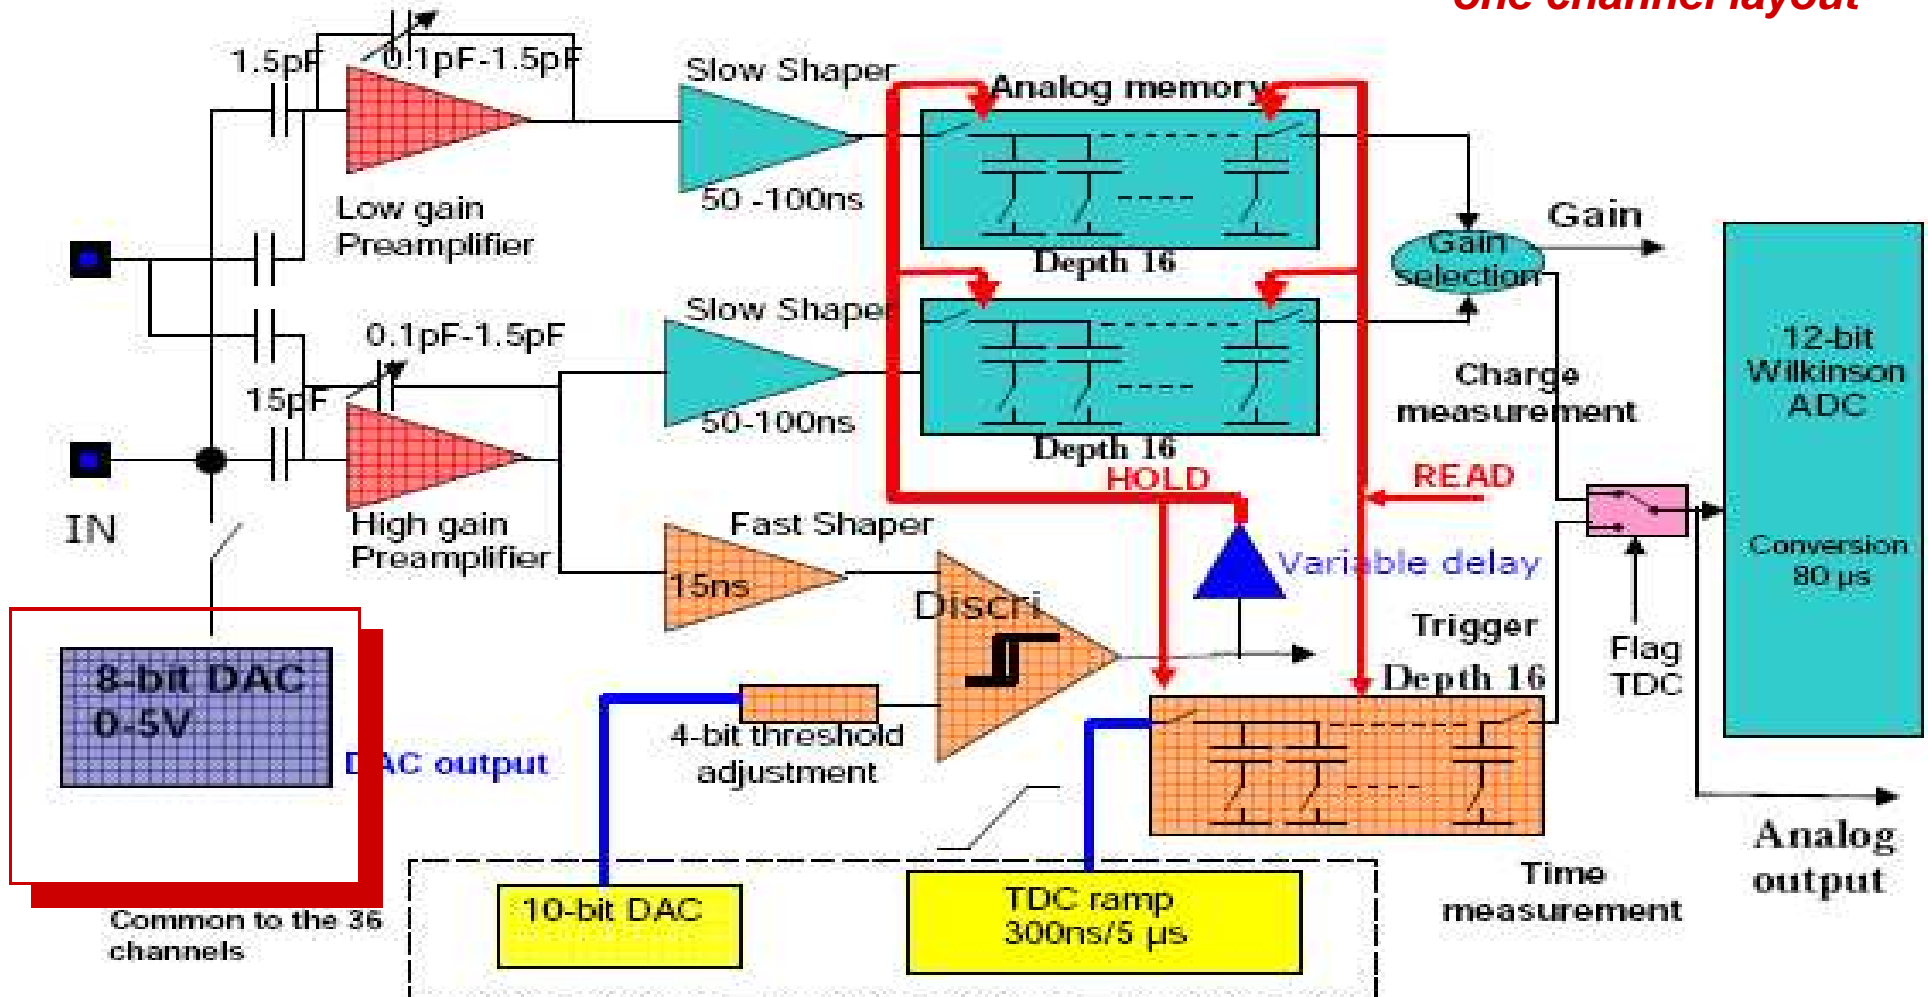 one channel layout
1.5pF
0.1pF-1.5pF
Slow Shaper
Analog memory
50 -100ns
Low gain
Preamplifier
Depth 16
Gain
Gain
selection
Slow Shaper
0.1pF-1.5pF
15pF
50-100ns
Depth 16
Charge
measurement
12-bit
Wilkinson
ADC
HOLD
READ
IN
High gain
Preamplifier
Fast Shaper
15ns
Discri
Variable delay
Conversion
80 µs
Trigger
Depth 16
Flag
TDC
8-bit DAC
0-5V
DAC output
4-bit threshold
adjustment
Analog
output
Time
measurement
Common to the 36
channels
10-bit DAC
TDC ramp
300ns/5 µs